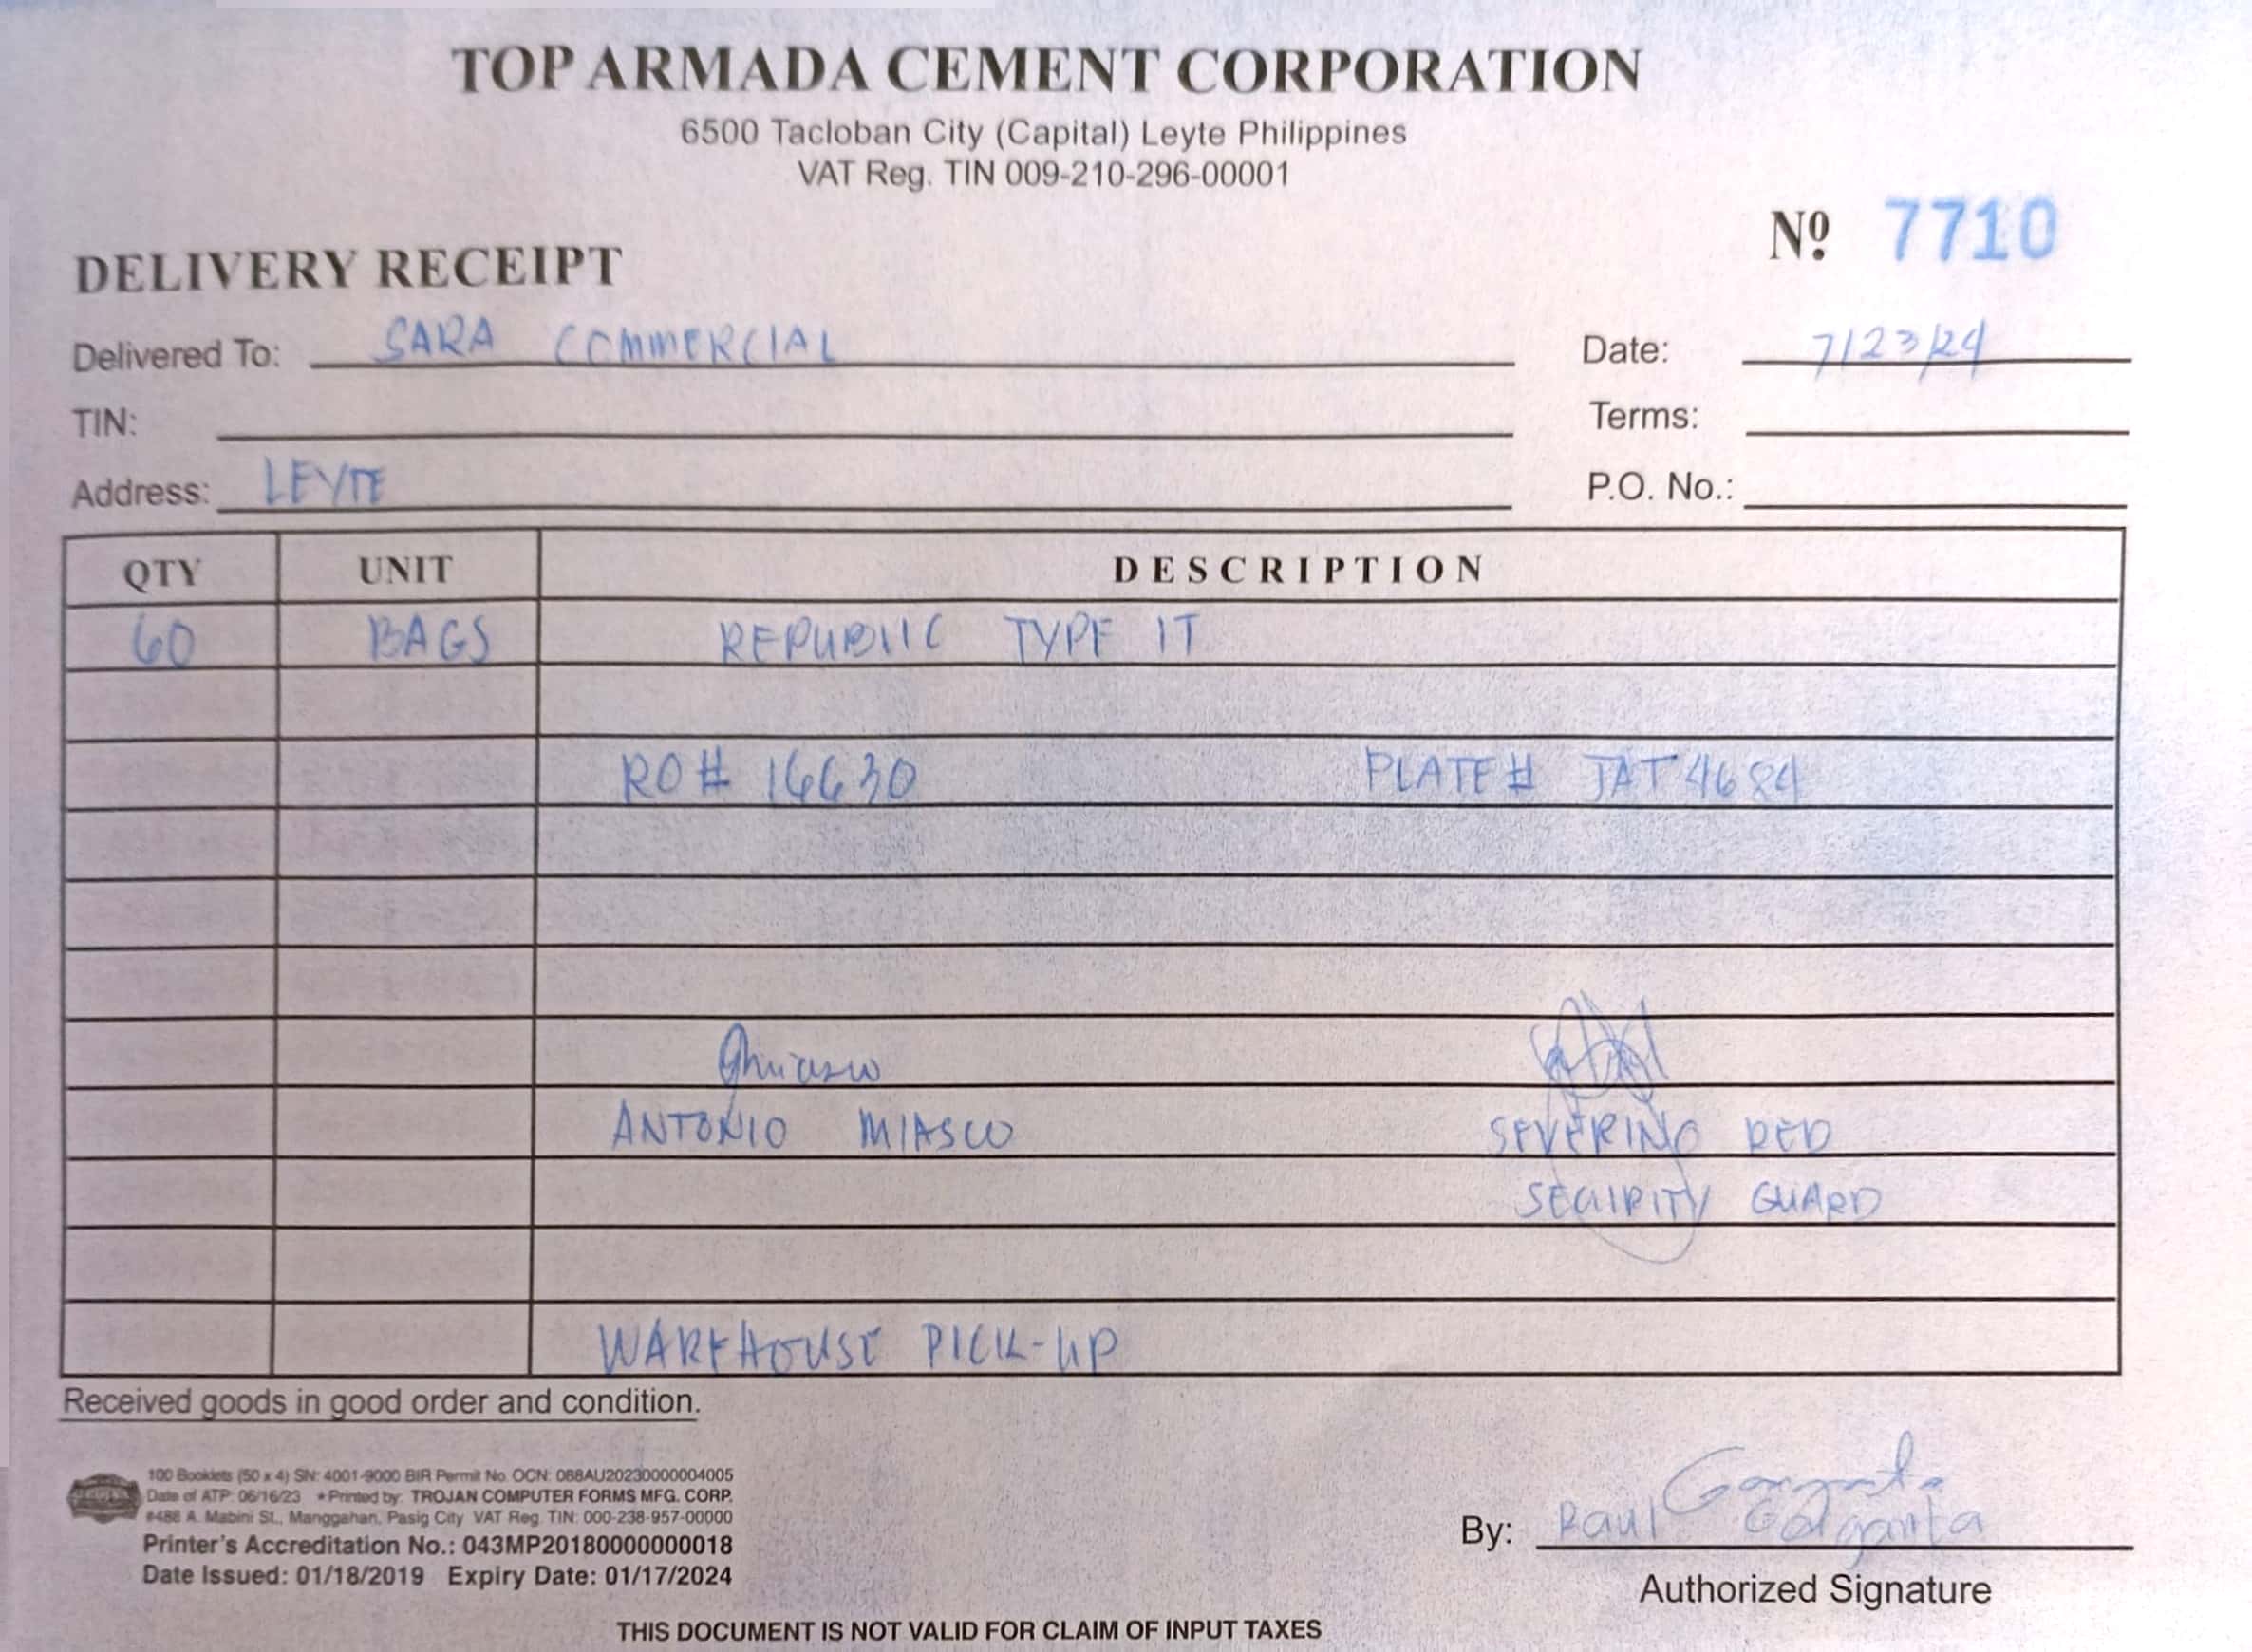 TOP ARMADA CEMENT CORPORATION
6500 Tacloban City (Capital) Leyte Philippines
VAT Reg. TIN 009-210-296-00001
Nº 7710
DELIVERY RECEIPT
Delivered To: SARA COMMERCIAL Date: 7/23/24
TIN: Terms:
Address: LEYTE P.O. No.:
QTY UNIT DESCRIPTION
60 BAGS REPUBLIC TYPE 1T
RO# 16630 PLATE# JAT 4684
ANTONIO MIASCO SEVERINO RED
SECURITY GUARD
WAREHOUSE PICK-UP
Received goods in good order and condition.
100 Booklets (50 x 4) SN: 4001-9000 BIR Permit No. OCN: 088AU20230000004005
Date of ATP: 06/16/23 ★Printed by: TROJAN COMPUTER FORMS MFG. CORP.
#488 A. Mabini St., Manggahan, Pasig City VAT Reg. TIN: 000-238-957-00000
Printer's Accreditation No.: 043MP20180000000018
Date Issued: 01/18/2019 Expiry Date: 01/17/2024
By: Raul Gorganta
Authorized Signature
THIS DOCUMENT IS NOT VALID FOR CLAIM OF INPUT TAXES